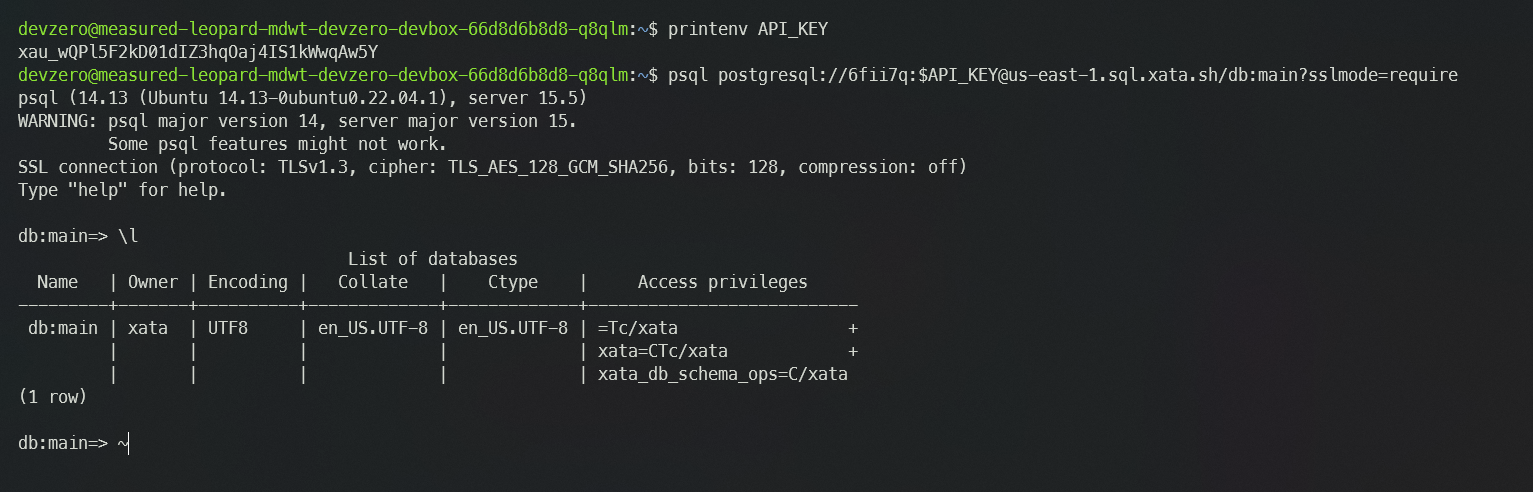 devzero@measured-leopard-mdwt-devzero-devbox-66d8d6b8d8-q8qlm:~$ printenv API_KEY
xau_wQPl5F2kD01dIZ3hqOaj4IS1kWwqAw5Y
devzero@measured-leopard-mdwt-devzero-devbox-66d8d6b8d8-q8qlm:~$ psql postgresql://6fii7q:$API_KEY@us-east-1.sql.xata.sh/db:main?sslmode=require
psql (14.13 (Ubuntu 14.13-0ubuntu0.22.04.1), server 15.5)
WARNING: psql major version 14, server major version 15.
         Some psql features might not work.
SSL connection (protocol: TLSv1.3, cipher: TLS_AES_128_GCM_SHA256, bits: 128, compression: off)
Type "help" for help.

db:main=> \l
                                 List of databases
  Name   | Owner | Encoding |   Collate   |    Ctype    |     Access privileges
---------+-------+----------+-------------+-------------+---------------------------
 db:main | xata  | UTF8     | en_US.UTF-8 | en_US.UTF-8 | =Tc/xata                 +
         |       |          |             |             | xata=CTc/xata            +
         |       |          |             |             | xata_db_schema_ops=C/xata
(1 row)

db:main=> ~